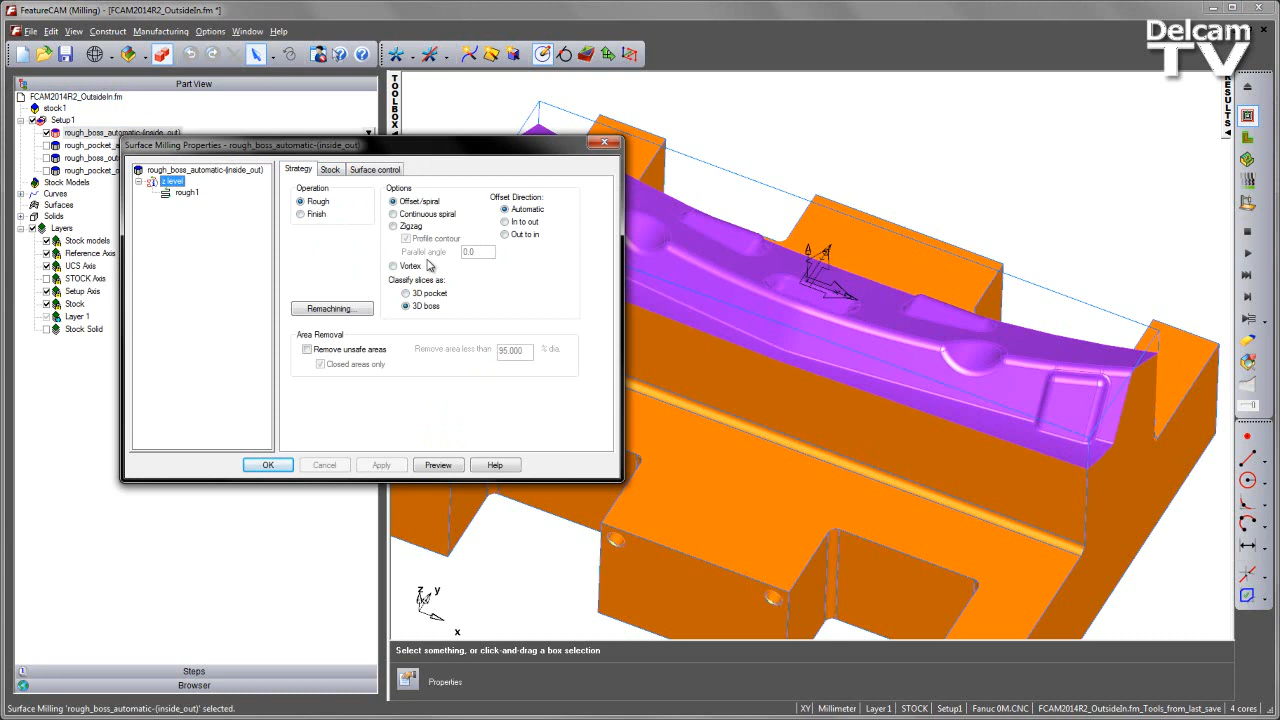 FeatureCAM (Milling) - [FCAM2014R2_OutsideIn.fm *]
File Edit View Construct Manufacturing Options Window Help
Delcam
TV
Part View
FCAM2014R2_OutsideIn.fm
stock1
Setup1
rough_boss_automatic-(inside_out)
rough_pocket_a
rough_boss_out
rough_pocket_o
Stock Models
Curves
Surfaces
Solids
Layers
Stock models
Reference Axis
UCS Axis
STOCK Axis
Setup Axis
Stock
Layer 1
Stock Solid
Steps
Browser
TOOLBOX
RESULTS
Surface Milling Properties - rough_boss_automatic-(inside_out)
rough_boss_automatic-(inside_out)
z level
rough1
Strategy Stock Surface control
Operation
Rough
Finish
Remachining...
Options
Offset/spiral
Continuous spiral
Zigzag
Profile contour
Parallel angle 0.0
Vortex
Classify slices as:
3D pocket
3D boss
Offset Direction:
Automatic
In to out
Out to in
Area Removal
Remove unsafe areas Remove area less than 95.000 % dia.
Closed areas only
OK Cancel Apply Preview Help
z
y
x
Select something, or click-and-drag a box selection
Properties
Surface Milling 'rough_boss_automatic-(inside_out)' selected.
XY Millimeter Layer1 STOCK Setup1 Fanuc 0M.CNC FCAM2014R2_OutsideIn.fm_Tools_from_last_save 4 cores